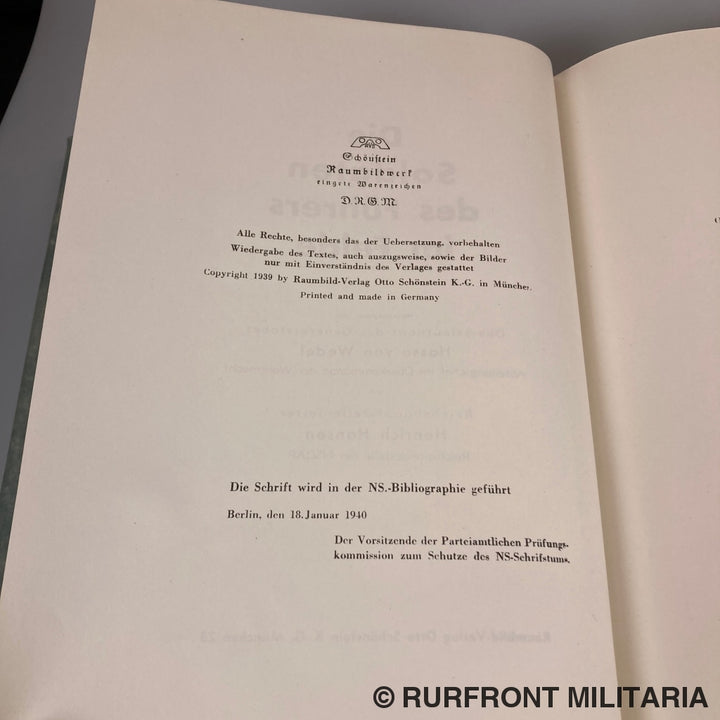 Schönstein
Raumbildwerk
eingetr Warenzeichen
D.R.G.M.
Alle Rechte, besonders das der Uebersetzung, vorbehalten
Wiedergabe des Textes, auch auszugsweise, sowie der Bilder
nur mit Einverständnis des Verlages gestattet
Copyright 1939 by Raumbild-Verlag Otto Schönstein K.-G. in München.
Printed and made in Germany
Die Schrift wird in der NS.-Bibliographie geführt
Berlin, den 18. Januar 1940
Der Vorsitzende der Parteiamtlichen Prüfungs-
kommission zum Schutze des NS-Schrifstums.
© RURFRONT MILITARIA